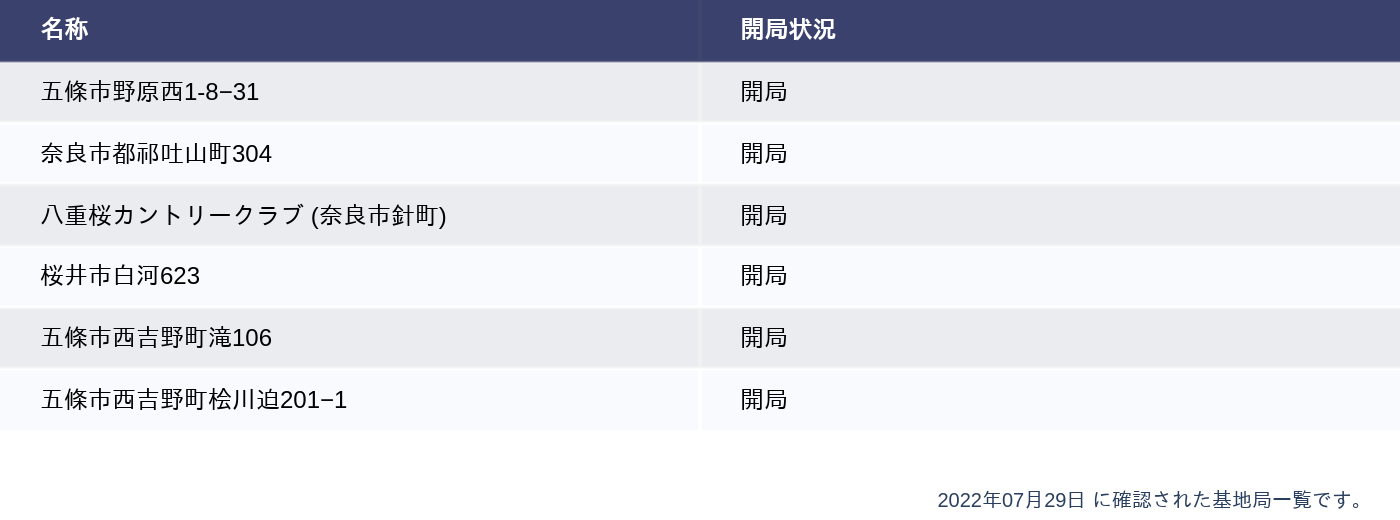 名称 開局状況
五條市野原西1-8−31 開局
奈良市都祁吐山町304 開局
八重桜カントリークラブ (奈良市針町) 開局
桜井市白河623 開局
五條市西吉野町滝106 開局
五條市西吉野町桧川迫201−1 開局
2022年07月29日 に確認された基地局一覧です。